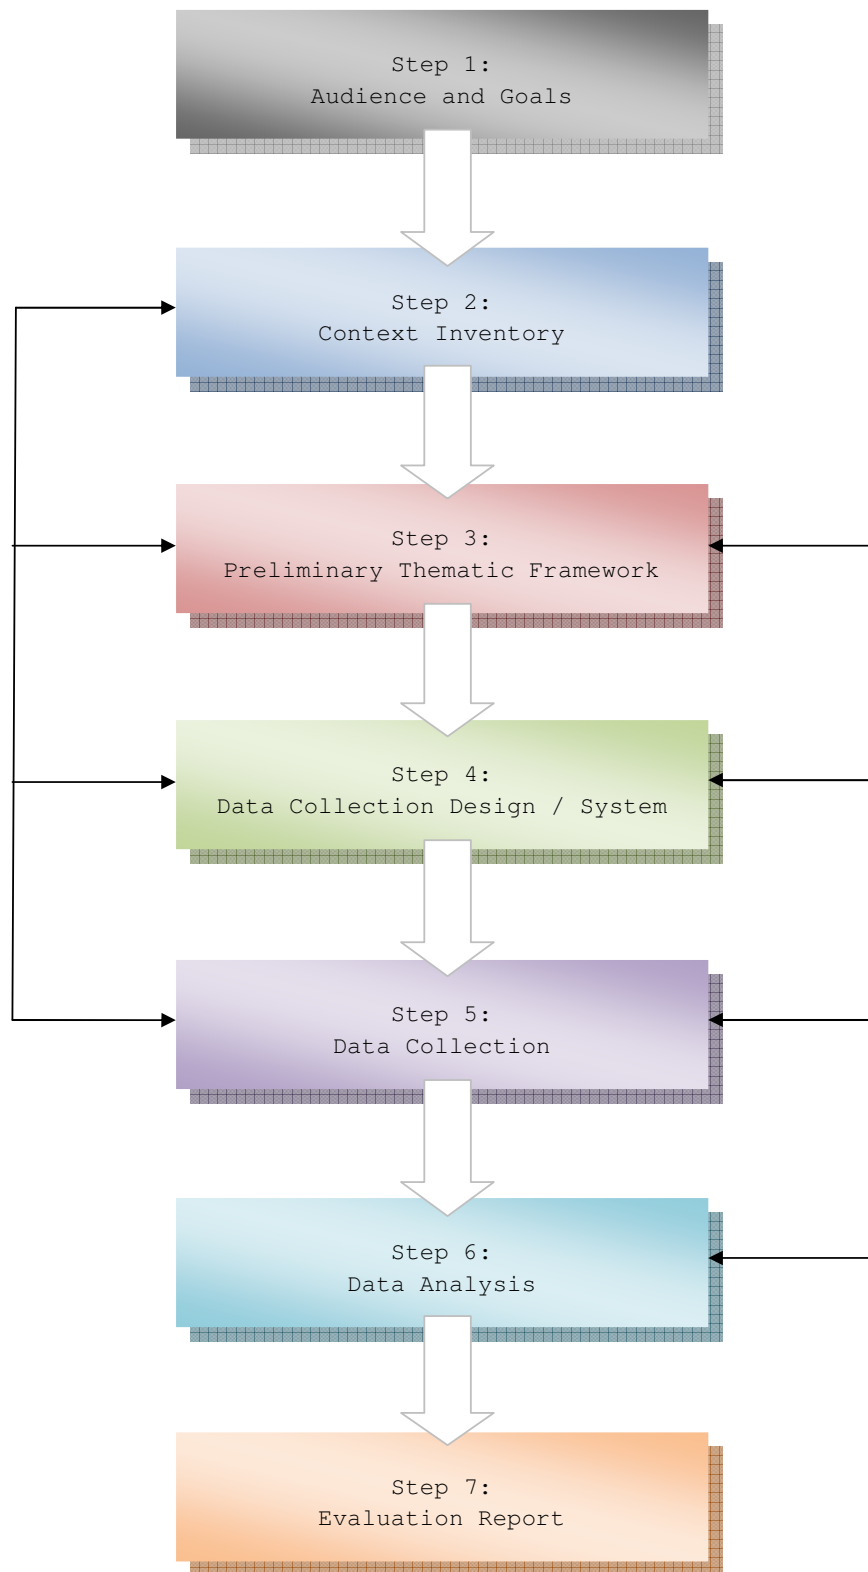 Step 1:
Audience and Goals
Step 2:
Context Inventory
Step 3:
Preliminary Thematic Framework
Step 4:
Data Collection Design / System
Step 5:
Data Collection
Step 6:
Data Analysis
Step 7:
Evaluation Report